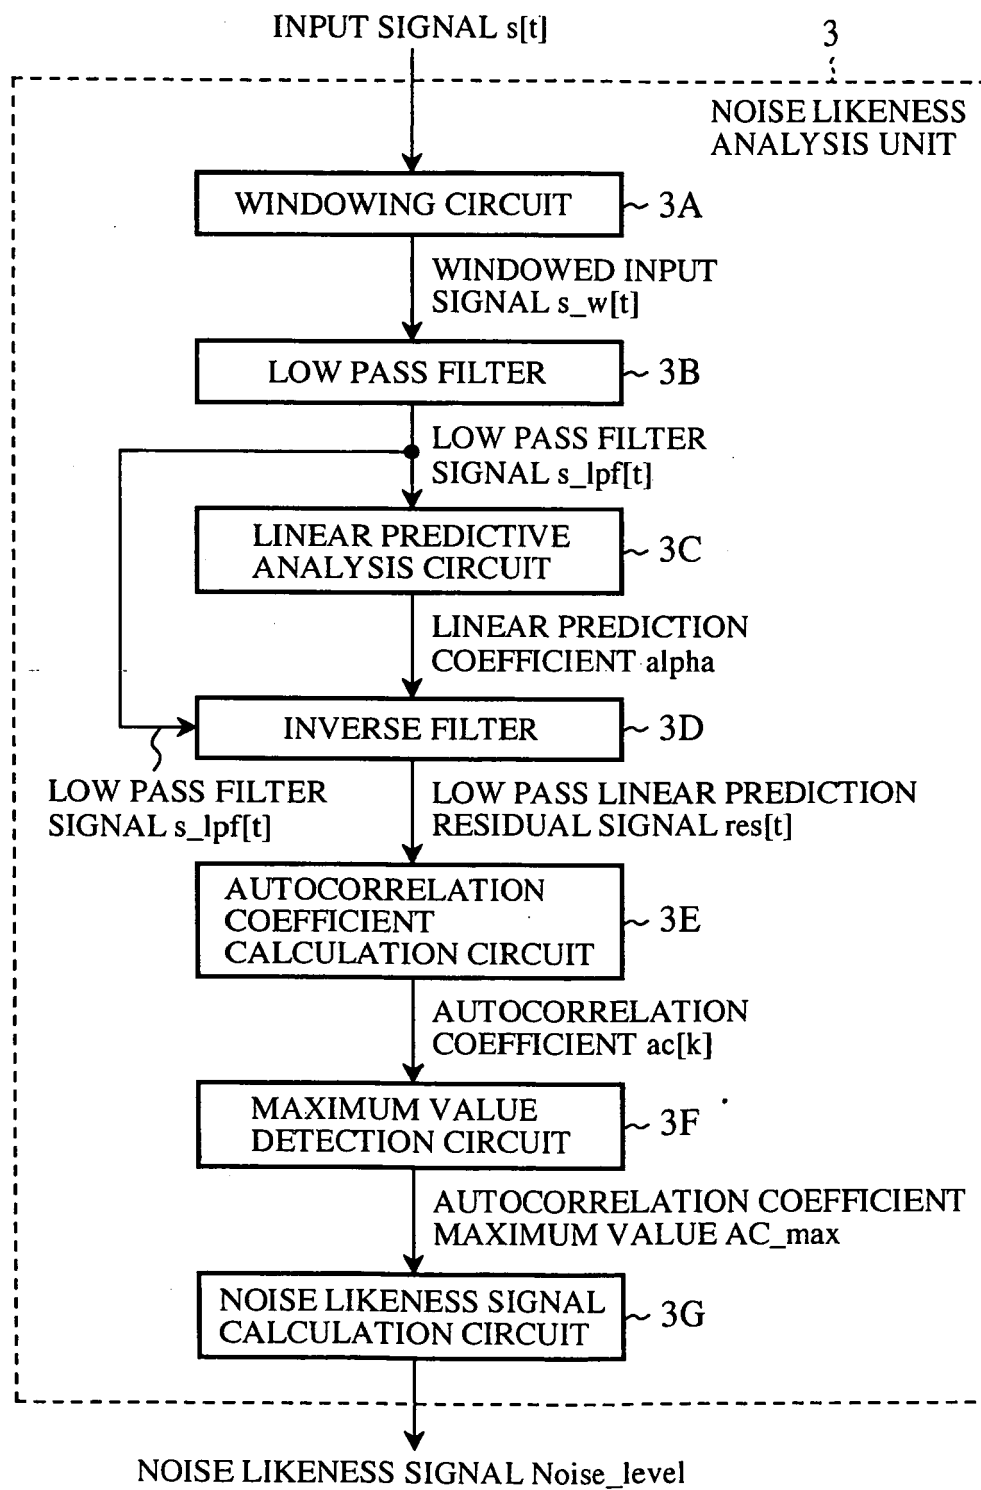 INPUT SIGNAL s[t]
3
NOISE LIKENESS
ANALYSIS UNIT
WINDOWING CIRCUIT
3A
WINDOWED INPUT
SIGNAL s_w[t]
LOW PASS FILTER
3B
LOW PASS FILTER
SIGNAL s_lpf[t]
LINEAR PREDICTIVE
ANALYSIS CIRCUIT
3C
LINEAR PREDICTION
COEFFICIENT alpha
INVERSE FILTER
3D
LOW PASS FILTER
SIGNAL s_lpf[t]
LOW PASS LINEAR PREDICTION
RESIDUAL SIGNAL res[t]
AUTOCORRELATION
COEFFICIENT
CALCULATION CIRCUIT
3E
AUTOCORRELATION
COEFFICIENT ac[k]
MAXIMUM VALUE
DETECTION CIRCUIT
3F
AUTOCORRELATION COEFFICIENT
MAXIMUM VALUE AC_max
NOISE LIKENESS SIGNAL
CALCULATION CIRCUIT
3G
NOISE LIKENESS SIGNAL Noise_level